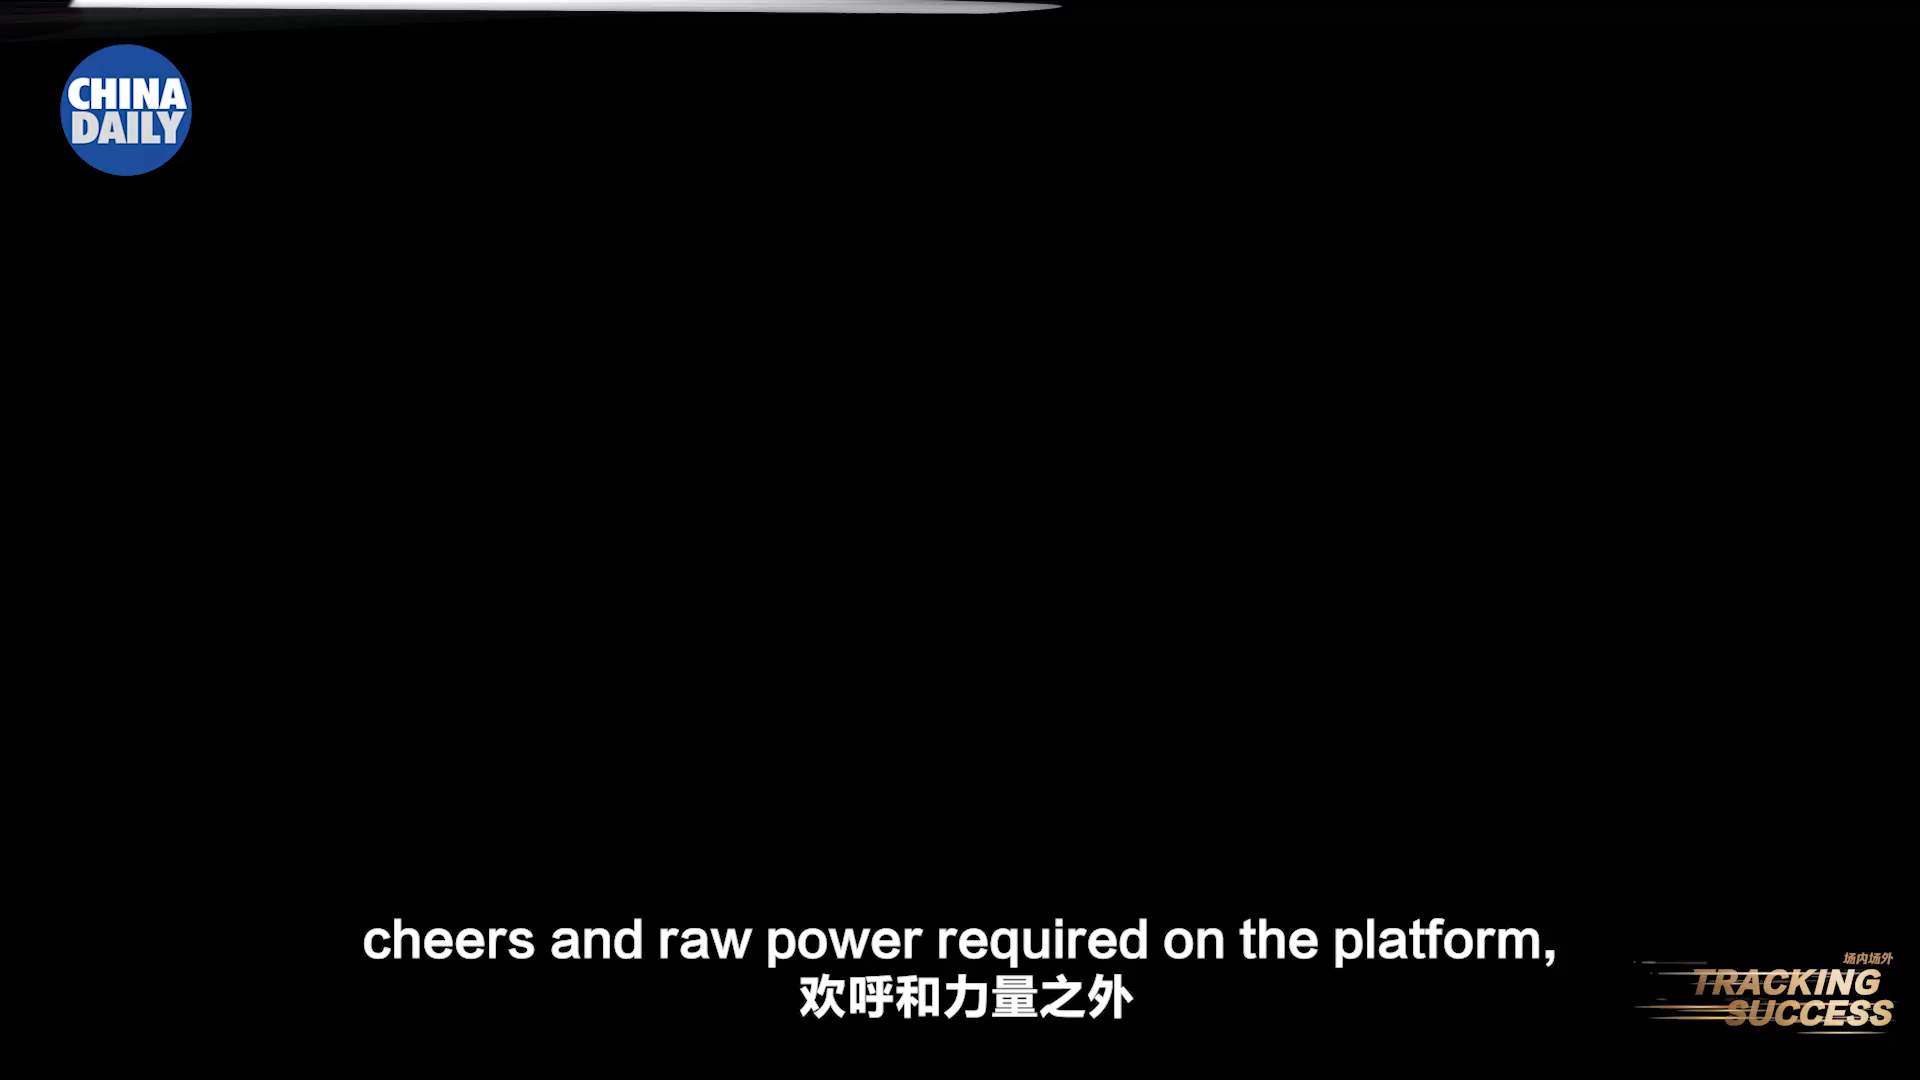 CHINA
DAILY
cheers and raw power required on the platform,
欢呼和力量之外
场内场外
TRACKING
SUCCESS